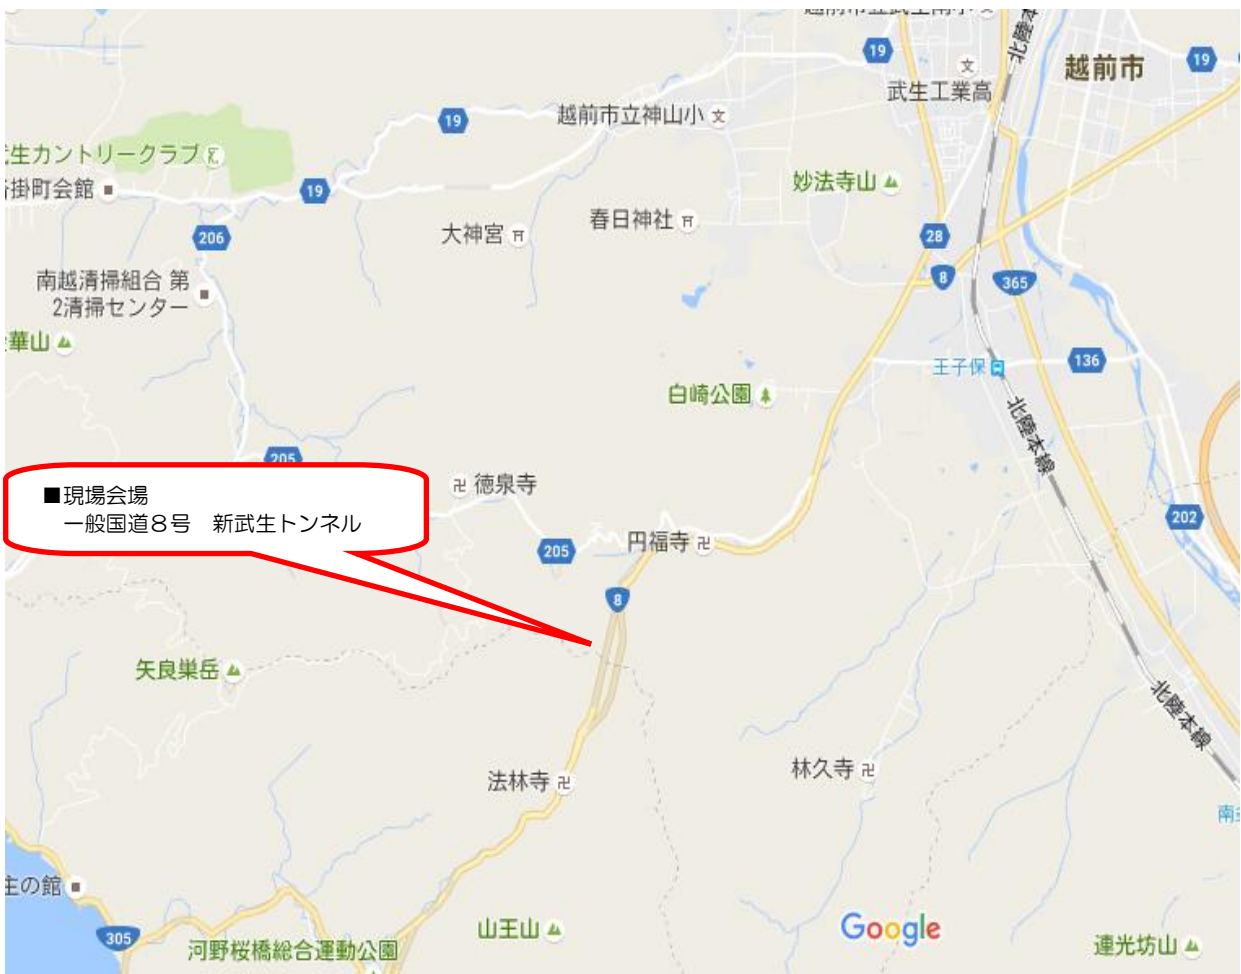 19
北陸本
越前市
19
武生工業高
19
越前市立神山小
生カントリークラブ
掛町会館
19
妙法寺山
206
大神宮
春日神社
28
8
365
南越清掃組合 第
2清掃センター
華山
王子保
136
白崎公園
北陸本線
205
徳泉寺
■現場会場
一般国道8号 新武生トンネル
202
205
円福寺
8
矢良巣岳
北陸本線
法林寺
林久寺
南
主の館
305
河野桜橋総合運動公園
山王山
Google
連光坊山